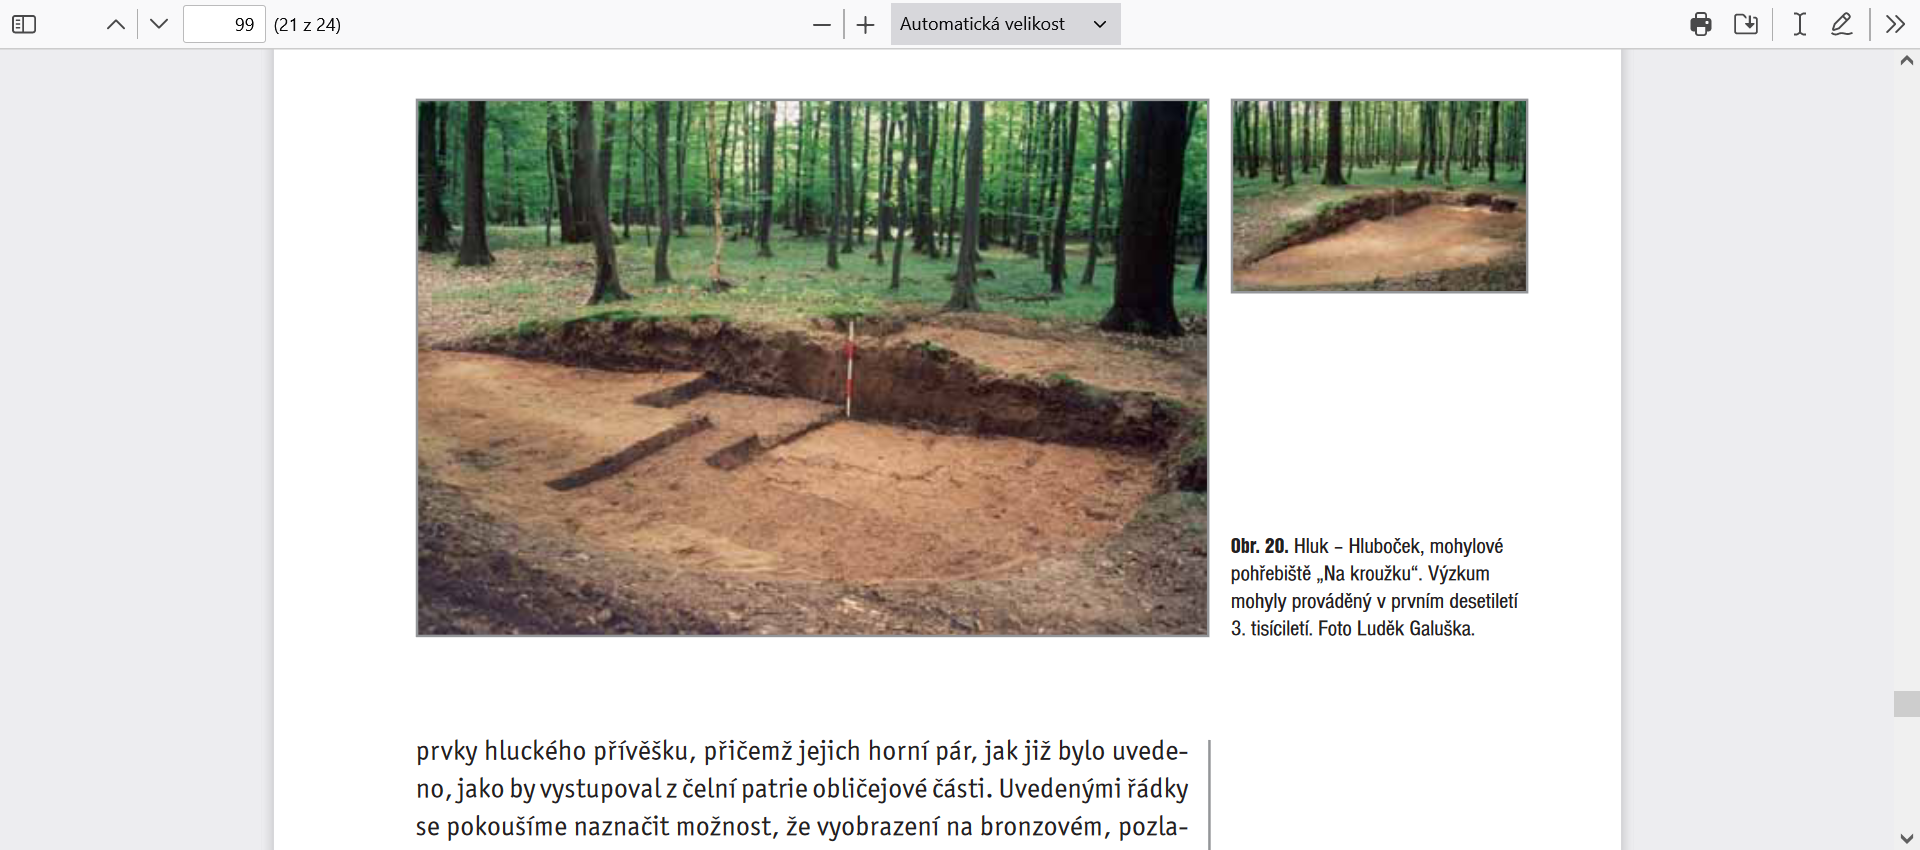 99 (21 z 24) Automatická velikost
Obr. 20. Hluk – Hluboček, mohylové
pohřebiště „Na kroužku“. Výzkum
mohyly prováděný v prvním desetiletí
3. tisíciletí. Foto Luděk Galuška.
prvky hluckého přívěšku, přičemž jejich horní pár, jak již bylo uvede-
no, jako by vystupoval z čelní patrie obličejové části. Uvedenými řádky
se pokoušíme naznačit možnost, že vyobrazení na bronzovém, pozla-